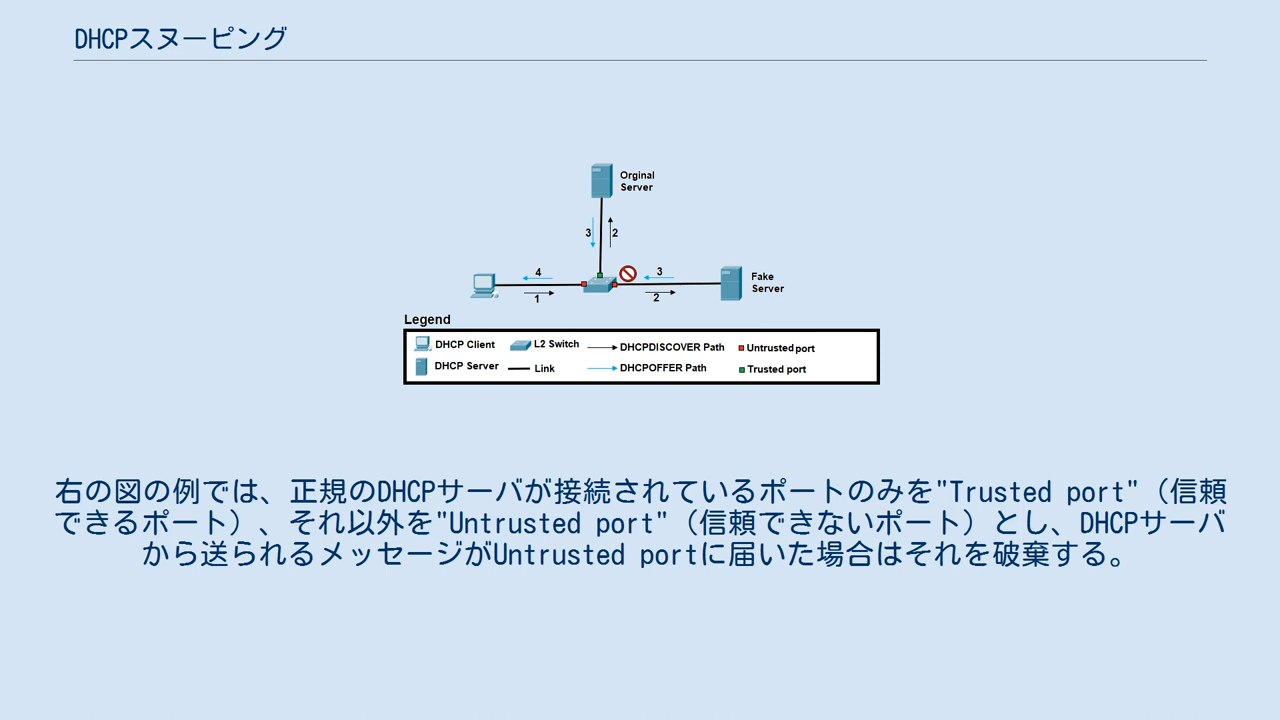 DHCPスヌーピング
Orginal
Server
3
2
4
3
Fake
Server
1
2
Legend
DHCP Client
L2 Switch
DHCPDISCOVER Path
Untrusted port
DHCP Server
Link
DHCPOFFER Path
Trusted port
右の図の例では、正規のDHCPサーバが接続されているポートのみを"Trusted port"（信頼
できるポート）、それ以外を"Untrusted port"（信頼できないポート）とし、DHCPサーバ
から送られるメッセージがUntrusted portに届いた場合はそれを破棄する。